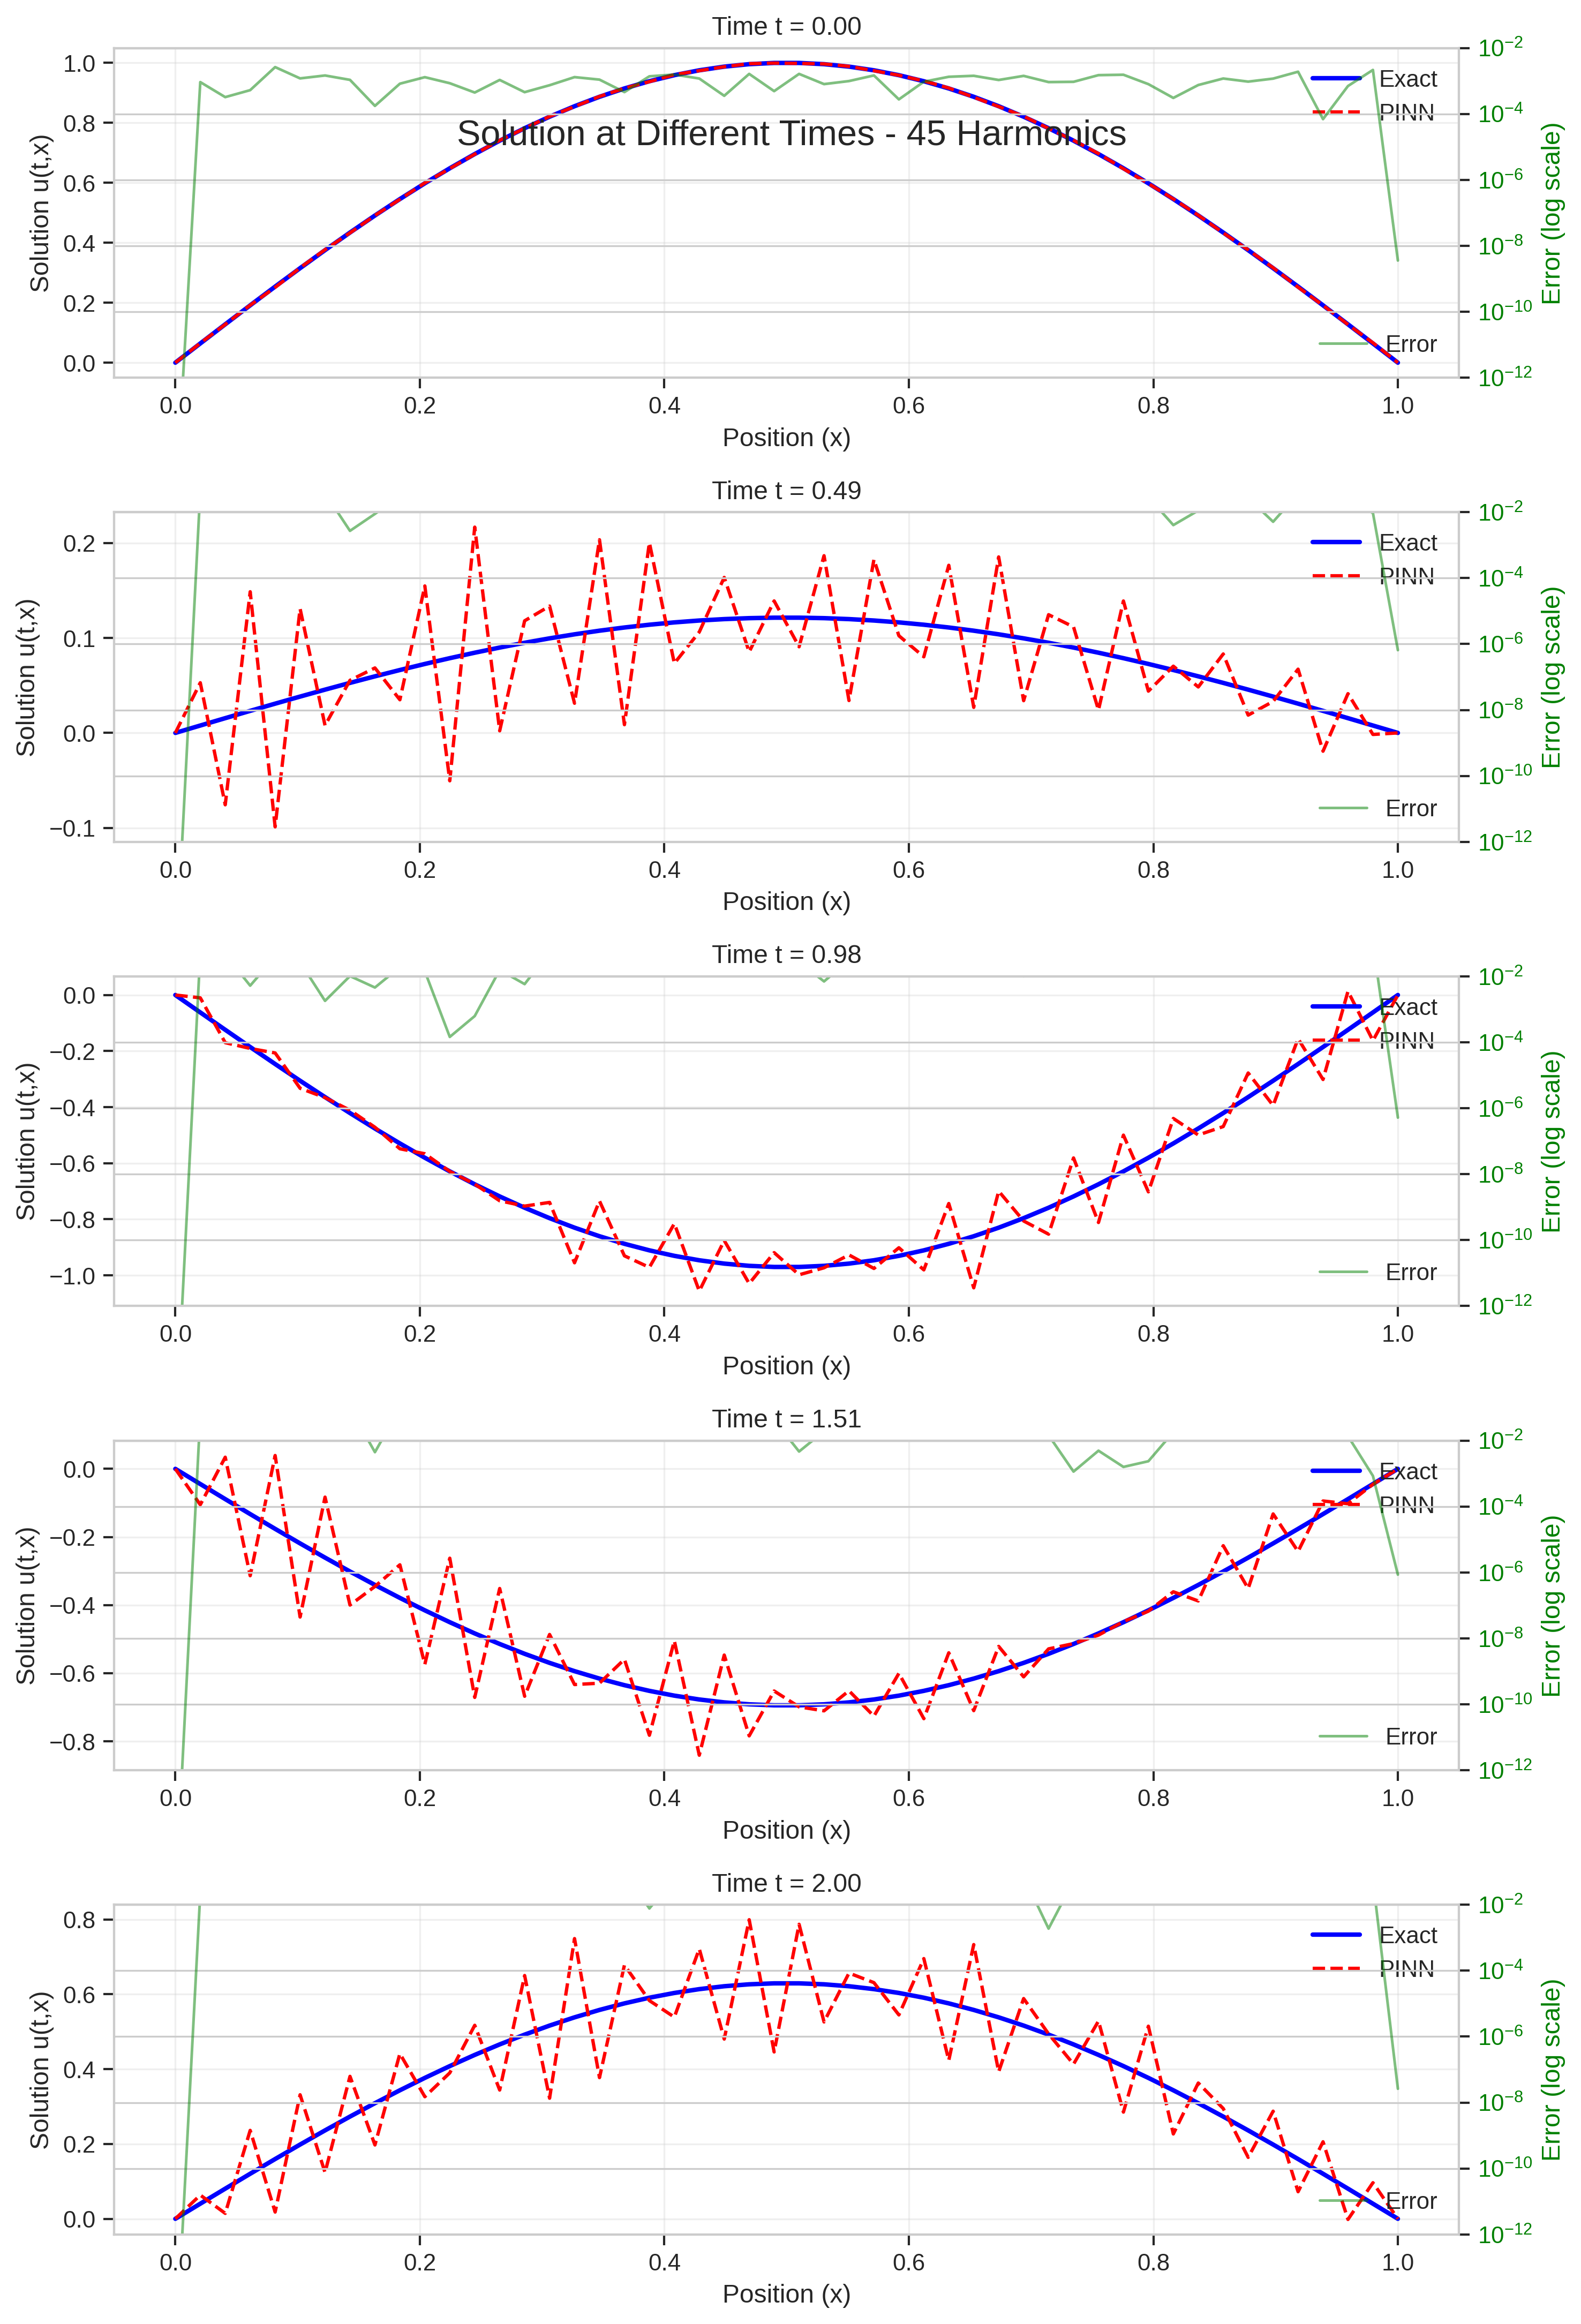 Time t = 0.00
Solution at Different Times - 45 Harmonics
Solution u(t,x)
1.0
0.8
0.6
0.4
0.2
0.0
Exact
PINN
Error
10⁻²
10⁻⁴
10⁻⁶
10⁻⁸
10⁻¹⁰
10⁻¹²
Error (log scale)
0.0 0.2 0.4 0.6 0.8 1.0
Position (x)
Time t = 0.49
Solution u(t,x)
0.2
0.1
0.0
−0.1
Exact
PINN
Error
10⁻²
10⁻⁴
10⁻⁶
10⁻⁸
10⁻¹⁰
10⁻¹²
Error (log scale)
0.0 0.2 0.4 0.6 0.8 1.0
Position (x)
Time t = 0.98
Solution u(t,x)
0.0
−0.2
−0.4
−0.6
−0.8
−1.0
Exact
PINN
Error
10⁻²
10⁻⁴
10⁻⁶
10⁻⁸
10⁻¹⁰
10⁻¹²
Error (log scale)
0.0 0.2 0.4 0.6 0.8 1.0
Position (x)
Time t = 1.51
Solution u(t,x)
0.0
−0.2
−0.4
−0.6
−0.8
Exact
PINN
Error
10⁻²
10⁻⁴
10⁻⁶
10⁻⁸
10⁻¹⁰
10⁻¹²
Error (log scale)
0.0 0.2 0.4 0.6 0.8 1.0
Position (x)
Time t = 2.00
Solution u(t,x)
0.8
0.6
0.4
0.2
0.0
Exact
PINN
Error
10⁻²
10⁻⁴
10⁻⁶
10⁻⁸
10⁻¹⁰
10⁻¹²
Error (log scale)
0.0 0.2 0.4 0.6 0.8 1.0
Position (x)